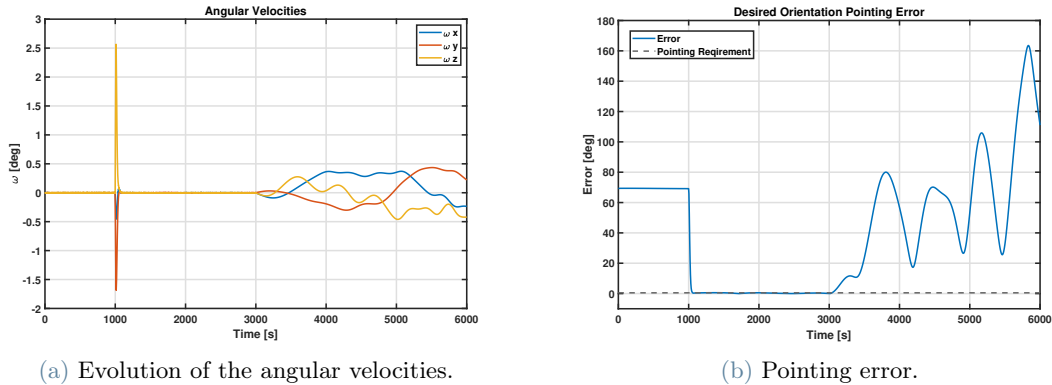 Angular Velocities
3
2.5
2
1.5
1
0.5
0
-0.5
-1
-1.5
-2
ω [deg]
ω x
ω y
ω z
0 1000 2000 3000 4000 5000 6000
Time [s]
(a) Evolution of the angular velocities.
Desired Orientation Pointing Error
180
160
140
120
100
80
60
40
20
0
Error [deg]
Error
Pointing Reqirement
0 1000 2000 3000 4000 5000 6000
Time [s]
(b) Pointing error.